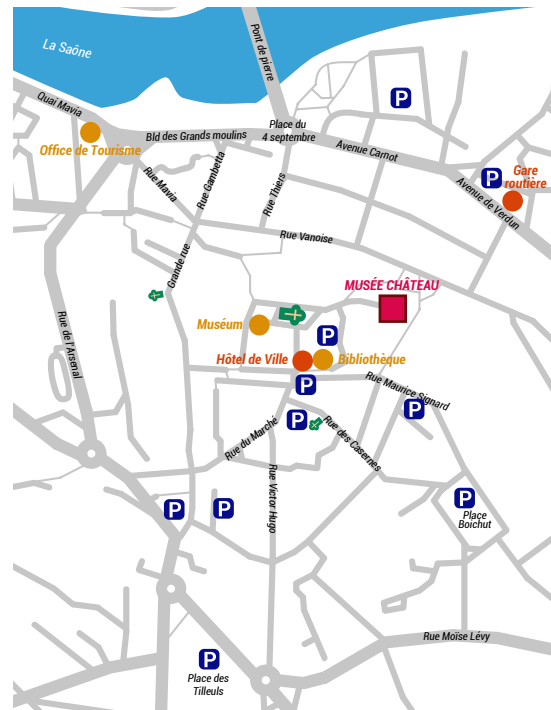 La Saône
Pont de pierre
P
Quai Mavia
Office de Tourisme
Bld des Grands moulins
Place du
4 septembre
Avenue Carnot
P
Gare
routière
Avenue de Verdun
Rue Mavia
Rue Gambetta
Rue Thiers
Rue Vanoise
Grande rue
MUSÉE CHÂTEAU
Muséum
P
Hôtel de Ville
Bibliothèque
Rue de l'Arsenal
P
Rue Maurice Signard
P
P
Rue du Marché
Rue des Casernes
Rue Victor Hugo
P
P
P
Place
Boichut
Rue Moïse Lévy
P
Place des
Tilleuls